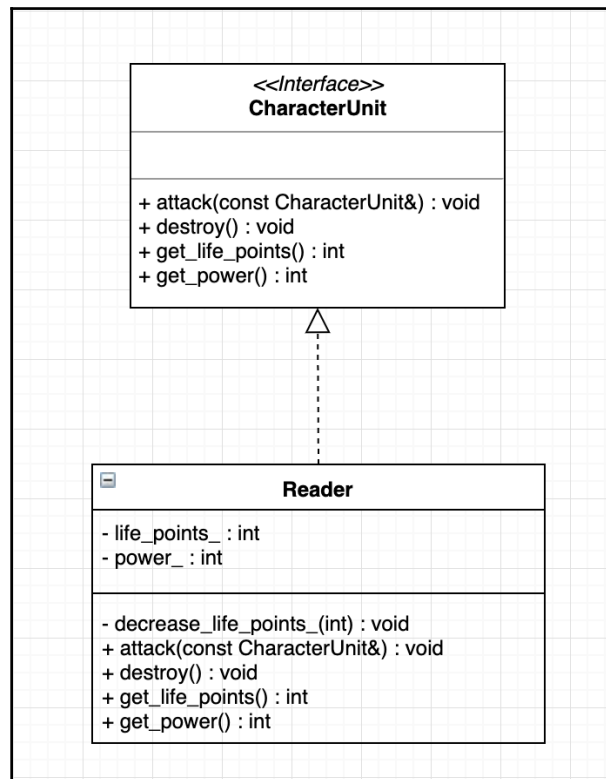 <<Interface>>
CharacterUnit
+ attack(const CharacterUnit&) : void
+ destroy() : void
+ get_life_points() : int
+ get_power() : int
Reader
- life_points_ : int
- power_ : int
- decrease_life_points_(int) : void
+ attack(const CharacterUnit&) : void
+ destroy() : void
+ get_life_points() : int
+ get_power() : int